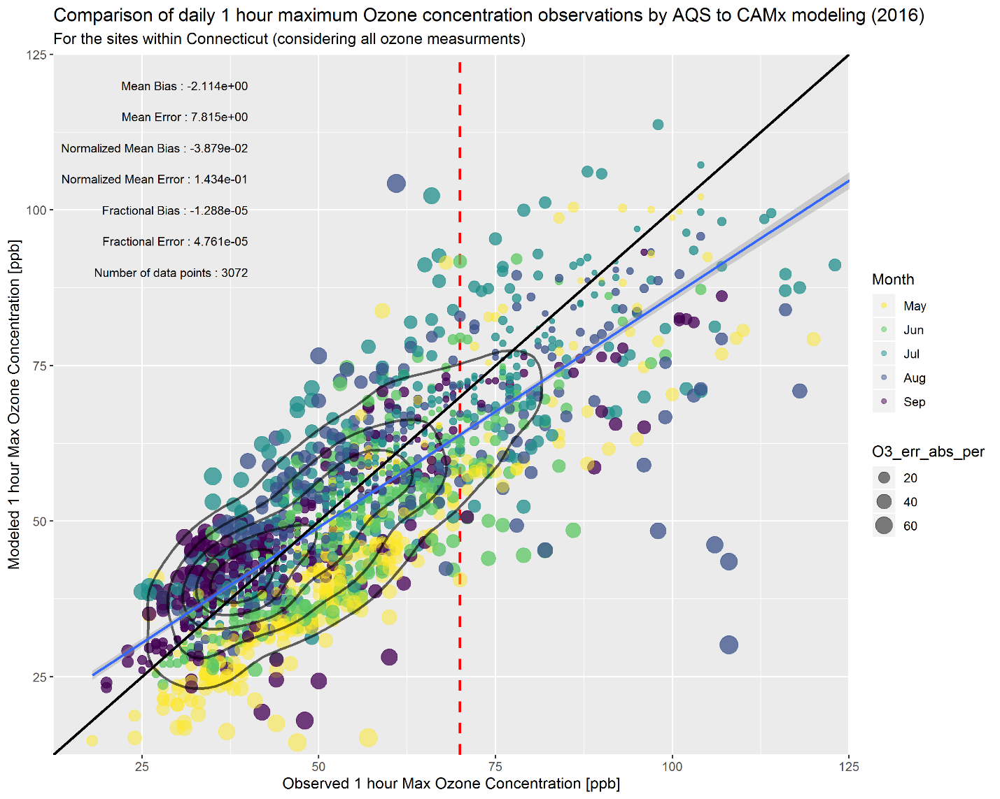 Comparison of daily 1 hour maximum Ozone concentration observations by AQS to CAMx modeling (2016)
For the sites within Connecticut (considering all ozone measurments)
Mean Bias : -2.114e+00
Mean Error : 7.815e+00
Normalized Mean Bias : -3.879e-02
Normalized Mean Error : 1.434e-01
Fractional Bias : -1.288e-05
Fractional Error : 4.761e-05
Number of data points : 3072
Modeled 1 hour Max Ozone Concentration [ppb]
125
100
75
50
25
25 50 75 100 125
Observed 1 hour Max Ozone Concentration [ppb]
Month
May
Jun
Jul
Aug
Sep
O3_err_abs_per
20
40
60